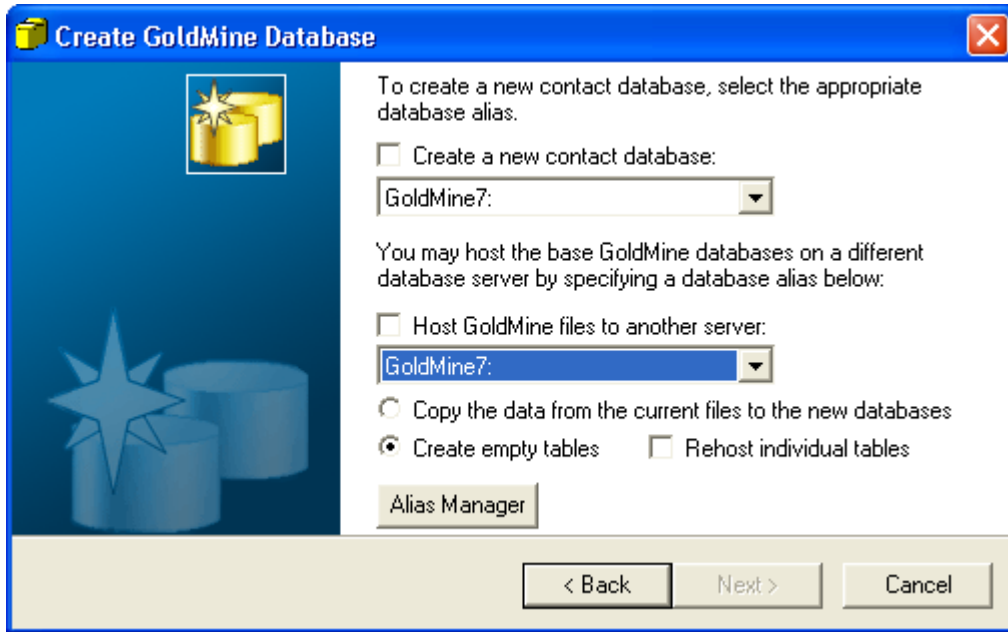 Create GoldMine Database
To create a new contact database, select the appropriate
database alias.
Create a new contact database:
GoldMine7:
You may host the base GoldMine databases on a different
database server by specifying a database alias below:
Host GoldMine files to another server:
GoldMine7:
Copy the data from the current files to the new databases
Create empty tables Rehost individual tables
Alias Manager
< Back Next > Cancel